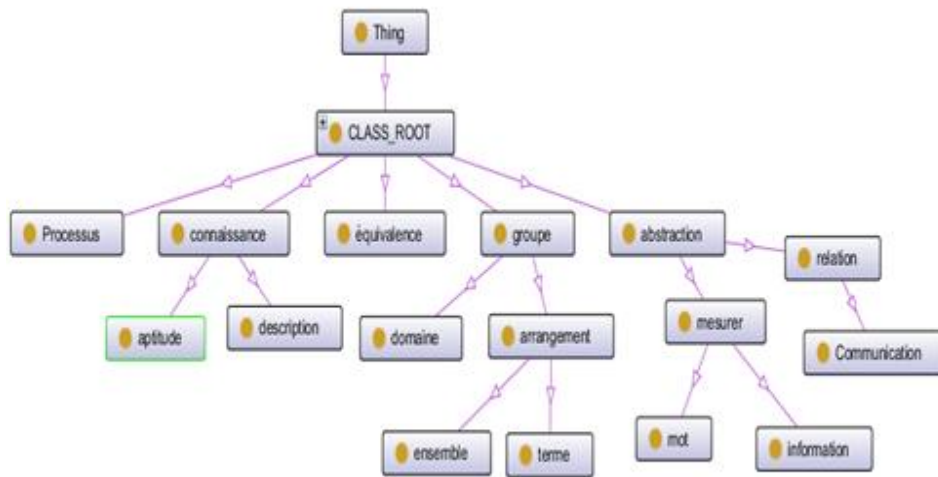 Thing
CLASS_ROOT
Processus
connaissance
équivalence
groupe
abstraction
relation
aptitude
description
domaine
arrangement
mesurer
Communication
ensemble
terme
mot
information